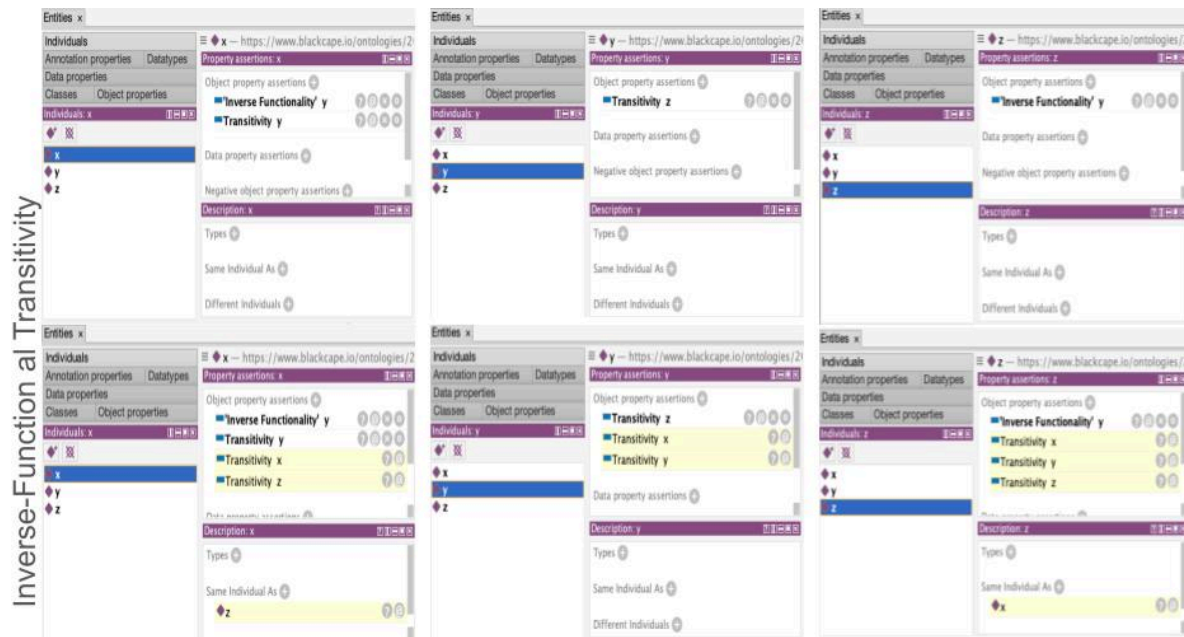 Inverse-Function al Transitivity
Entities x
Individuals
Annotation properties Datatypes
Data properties
Classes Object properties
Individuals: x
x
y
z
x — https://www.blackcape.io/ontologies/2
Property assertions: x
Object property assertions
'Inverse Functionality' y
Transitivity y
Data property assertions
Negative object property assertions
Description: x
Types
Same Individual As
Different Individuals
Entities x
Individuals
Annotation properties Datatypes
Data properties
Classes Object properties
Individuals: y
x
y
z
y — https://www.blackcape.io/ontologies/2
Property assertions: y
Object property assertions
Transitivity z
Data property assertions
Negative object property assertions
Description: y
Types
Same Individual As
Different Individuals
Entities x
Individuals
Annotation properties Datatypes
Data properties
Classes Object properties
Individuals: z
x
y
z
z — https://www.blackcape.io/ontologies/
Property assertions: z
Object property assertions
'Inverse Functionality' y
Data property assertions
Negative object property assertions
Description: z
Types
Same Individual As
Different Individuals
Entities x
Individuals
Annotation properties Datatypes
Data properties
Classes Object properties
Individuals: x
x
y
z
x — https://www.blackcape.io/ontologies/2
Property assertions: x
Object property assertions
'Inverse Functionality' y
Transitivity y
Transitivity x
Transitivity z
Data property assertions
Description: x
Types
Same Individual As
z
Entities x
Individuals
Annotation properties Datatypes
Data properties
Classes Object properties
Individuals: y
x
y
z
y — https://www.blackcape.io/ontologies/2
Property assertions: y
Object property assertions
Transitivity z
Transitivity x
Transitivity y
Data property assertions
Description: y
Types
Same Individual As
Different Individuals
Entities x
Individuals
Annotation properties Datatypes
Data properties
Classes Object properties
Individuals: z
x
y
z
z — https://www.blackcape.io/ontologies/
Property assertions: z
Object property assertions
'Inverse Functionality' y
Transitivity x
Transitivity y
Transitivity z
Description: z
Types
Same Individual As
x